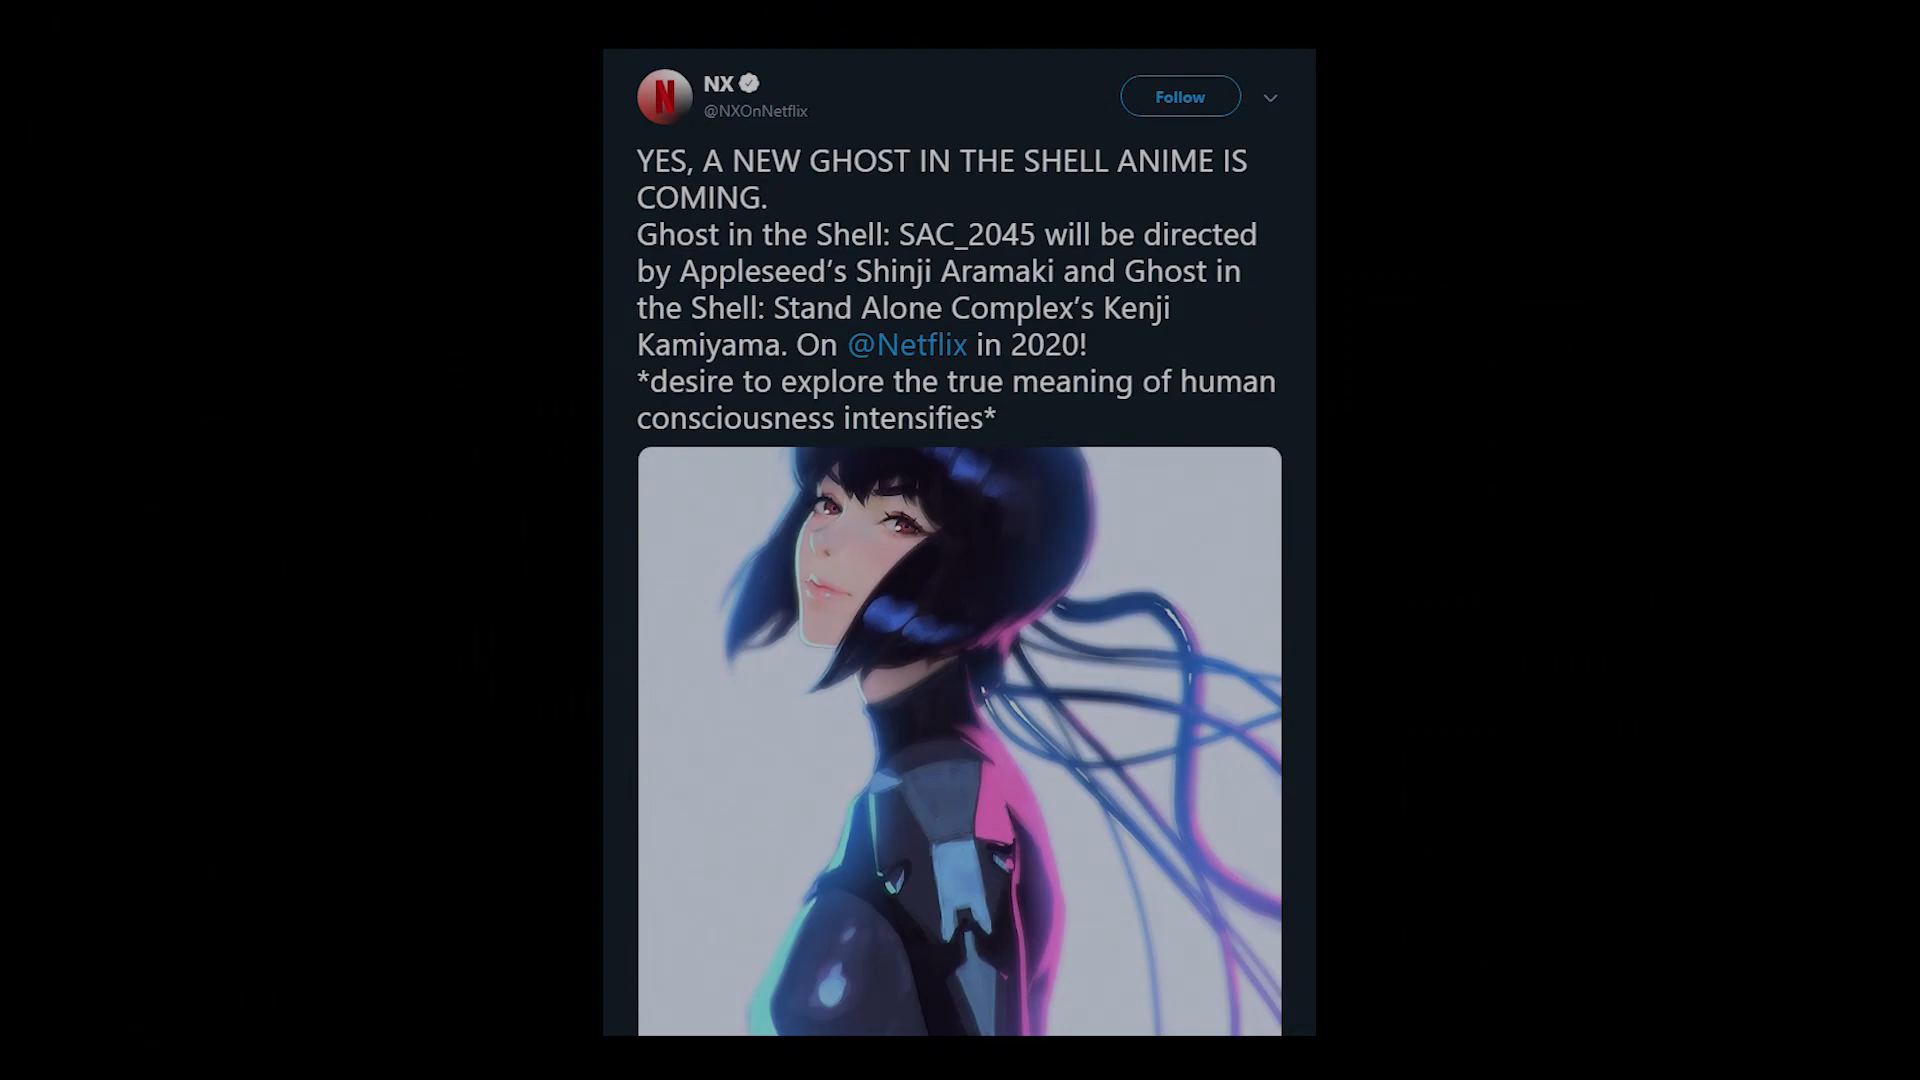 NX
@NXOnNetflix
Follow
YES, A NEW GHOST IN THE SHELL ANIME IS
COMING.
Ghost in the Shell: SAC_2045 will be directed
by Appleseed’s Shinji Aramaki and Ghost in
the Shell: Stand Alone Complex’s Kenji
Kamiyama. On @Netflix in 2020!
*desire to explore the true meaning of human
consciousness intensifies*